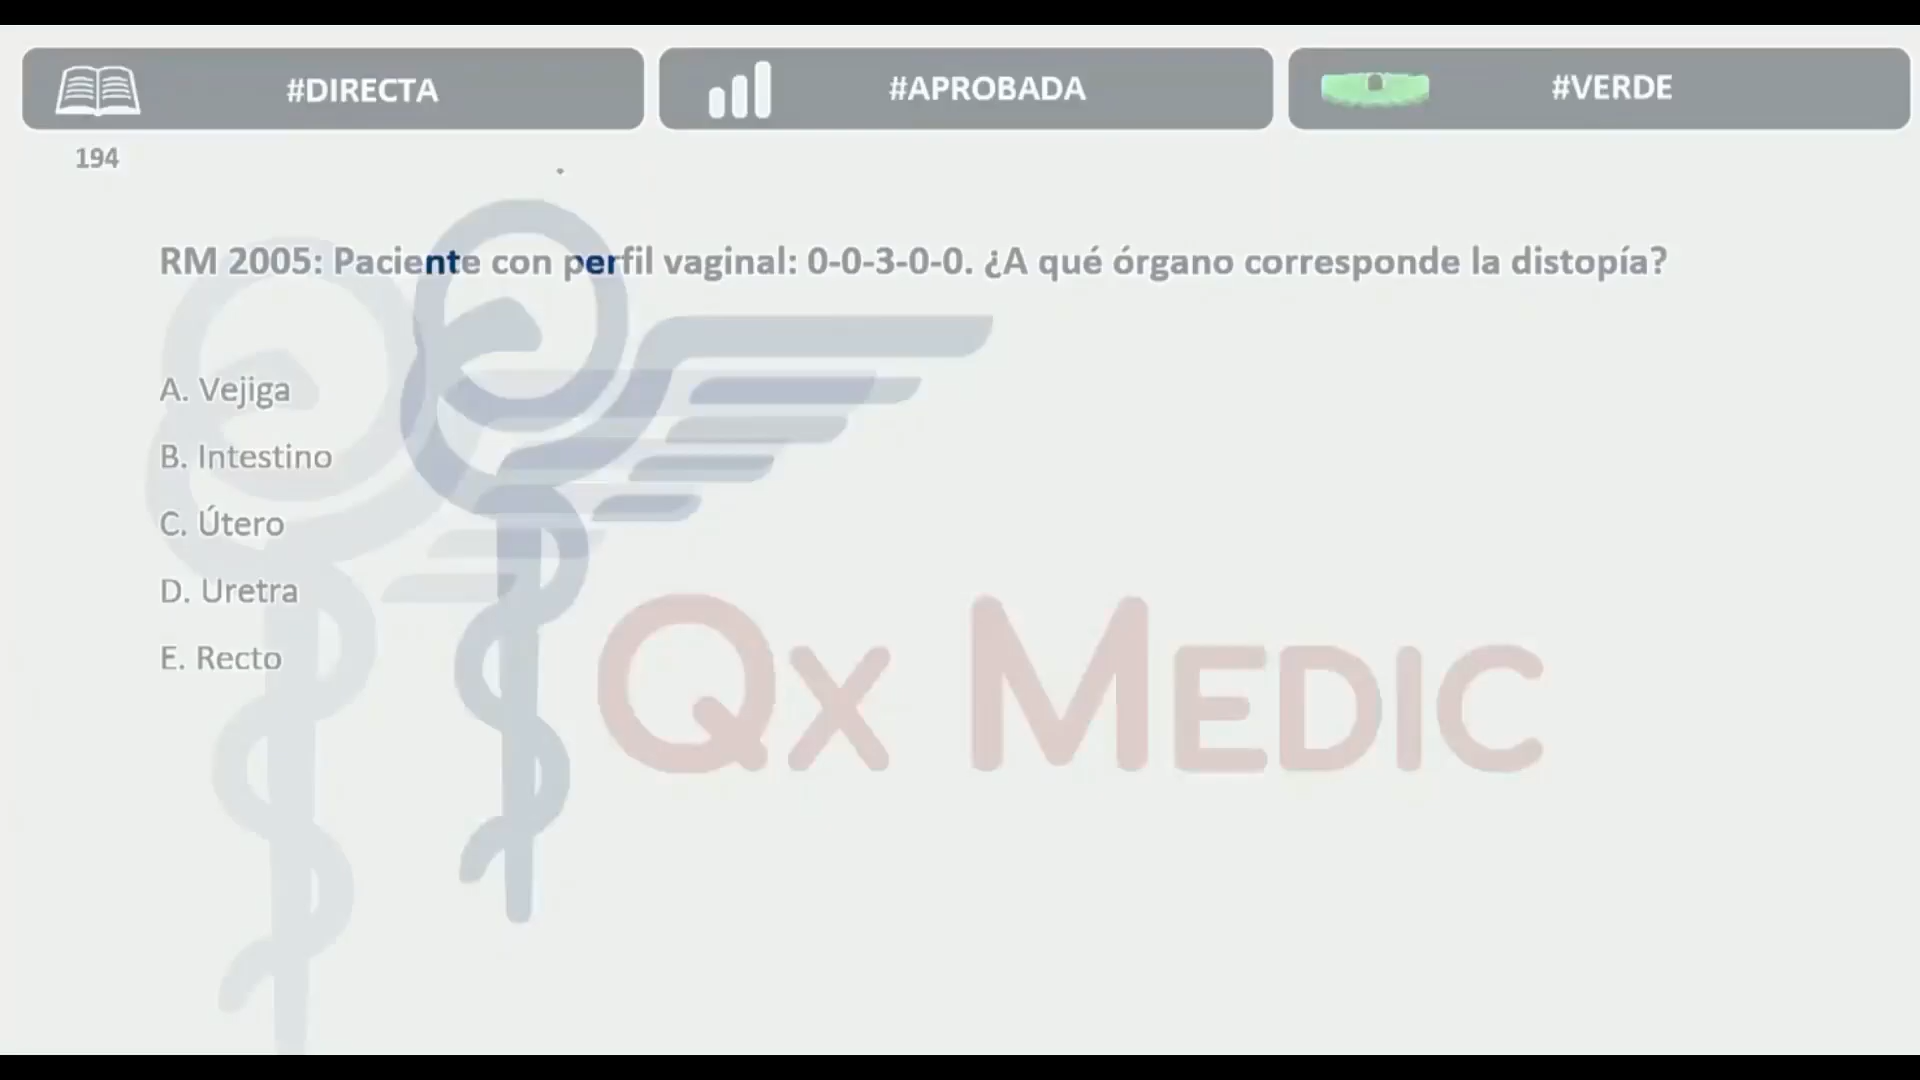 #DIRECTA
#APROBADA
#VERDE
194
RM 2005: Paciente con perfil vaginal: 0-0-3-0-0. ¿A qué órgano corresponde la distopía?
A. Vejiga
B. Intestino
C. Útero
D. Uretra
E. Recto
QX MEDIC